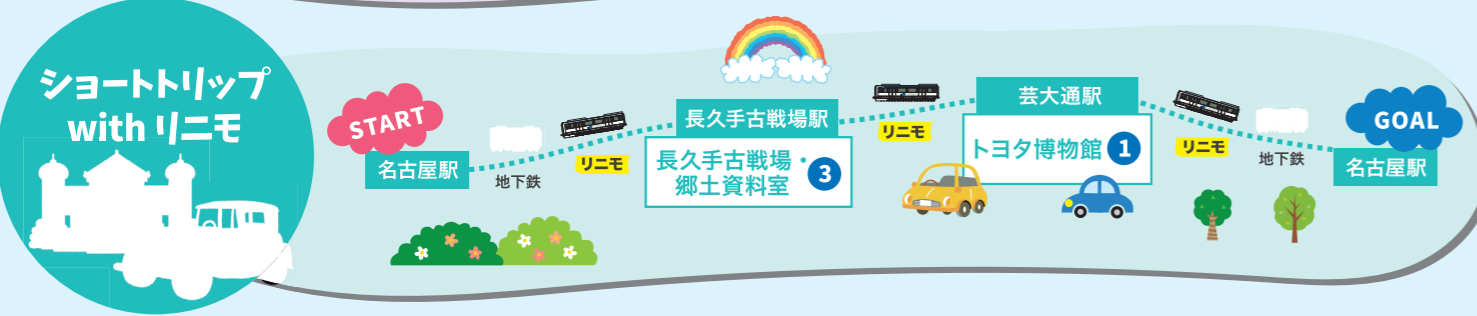 ショートトリップ
with リニモ
START
名古屋駅
地下鉄
リニモ
長久手古戦場駅
長久手古戦場・
郷土資料室
3
リニモ
芸大通駅
トヨタ博物館 1
リニモ
地下鉄
GOAL
名古屋駅